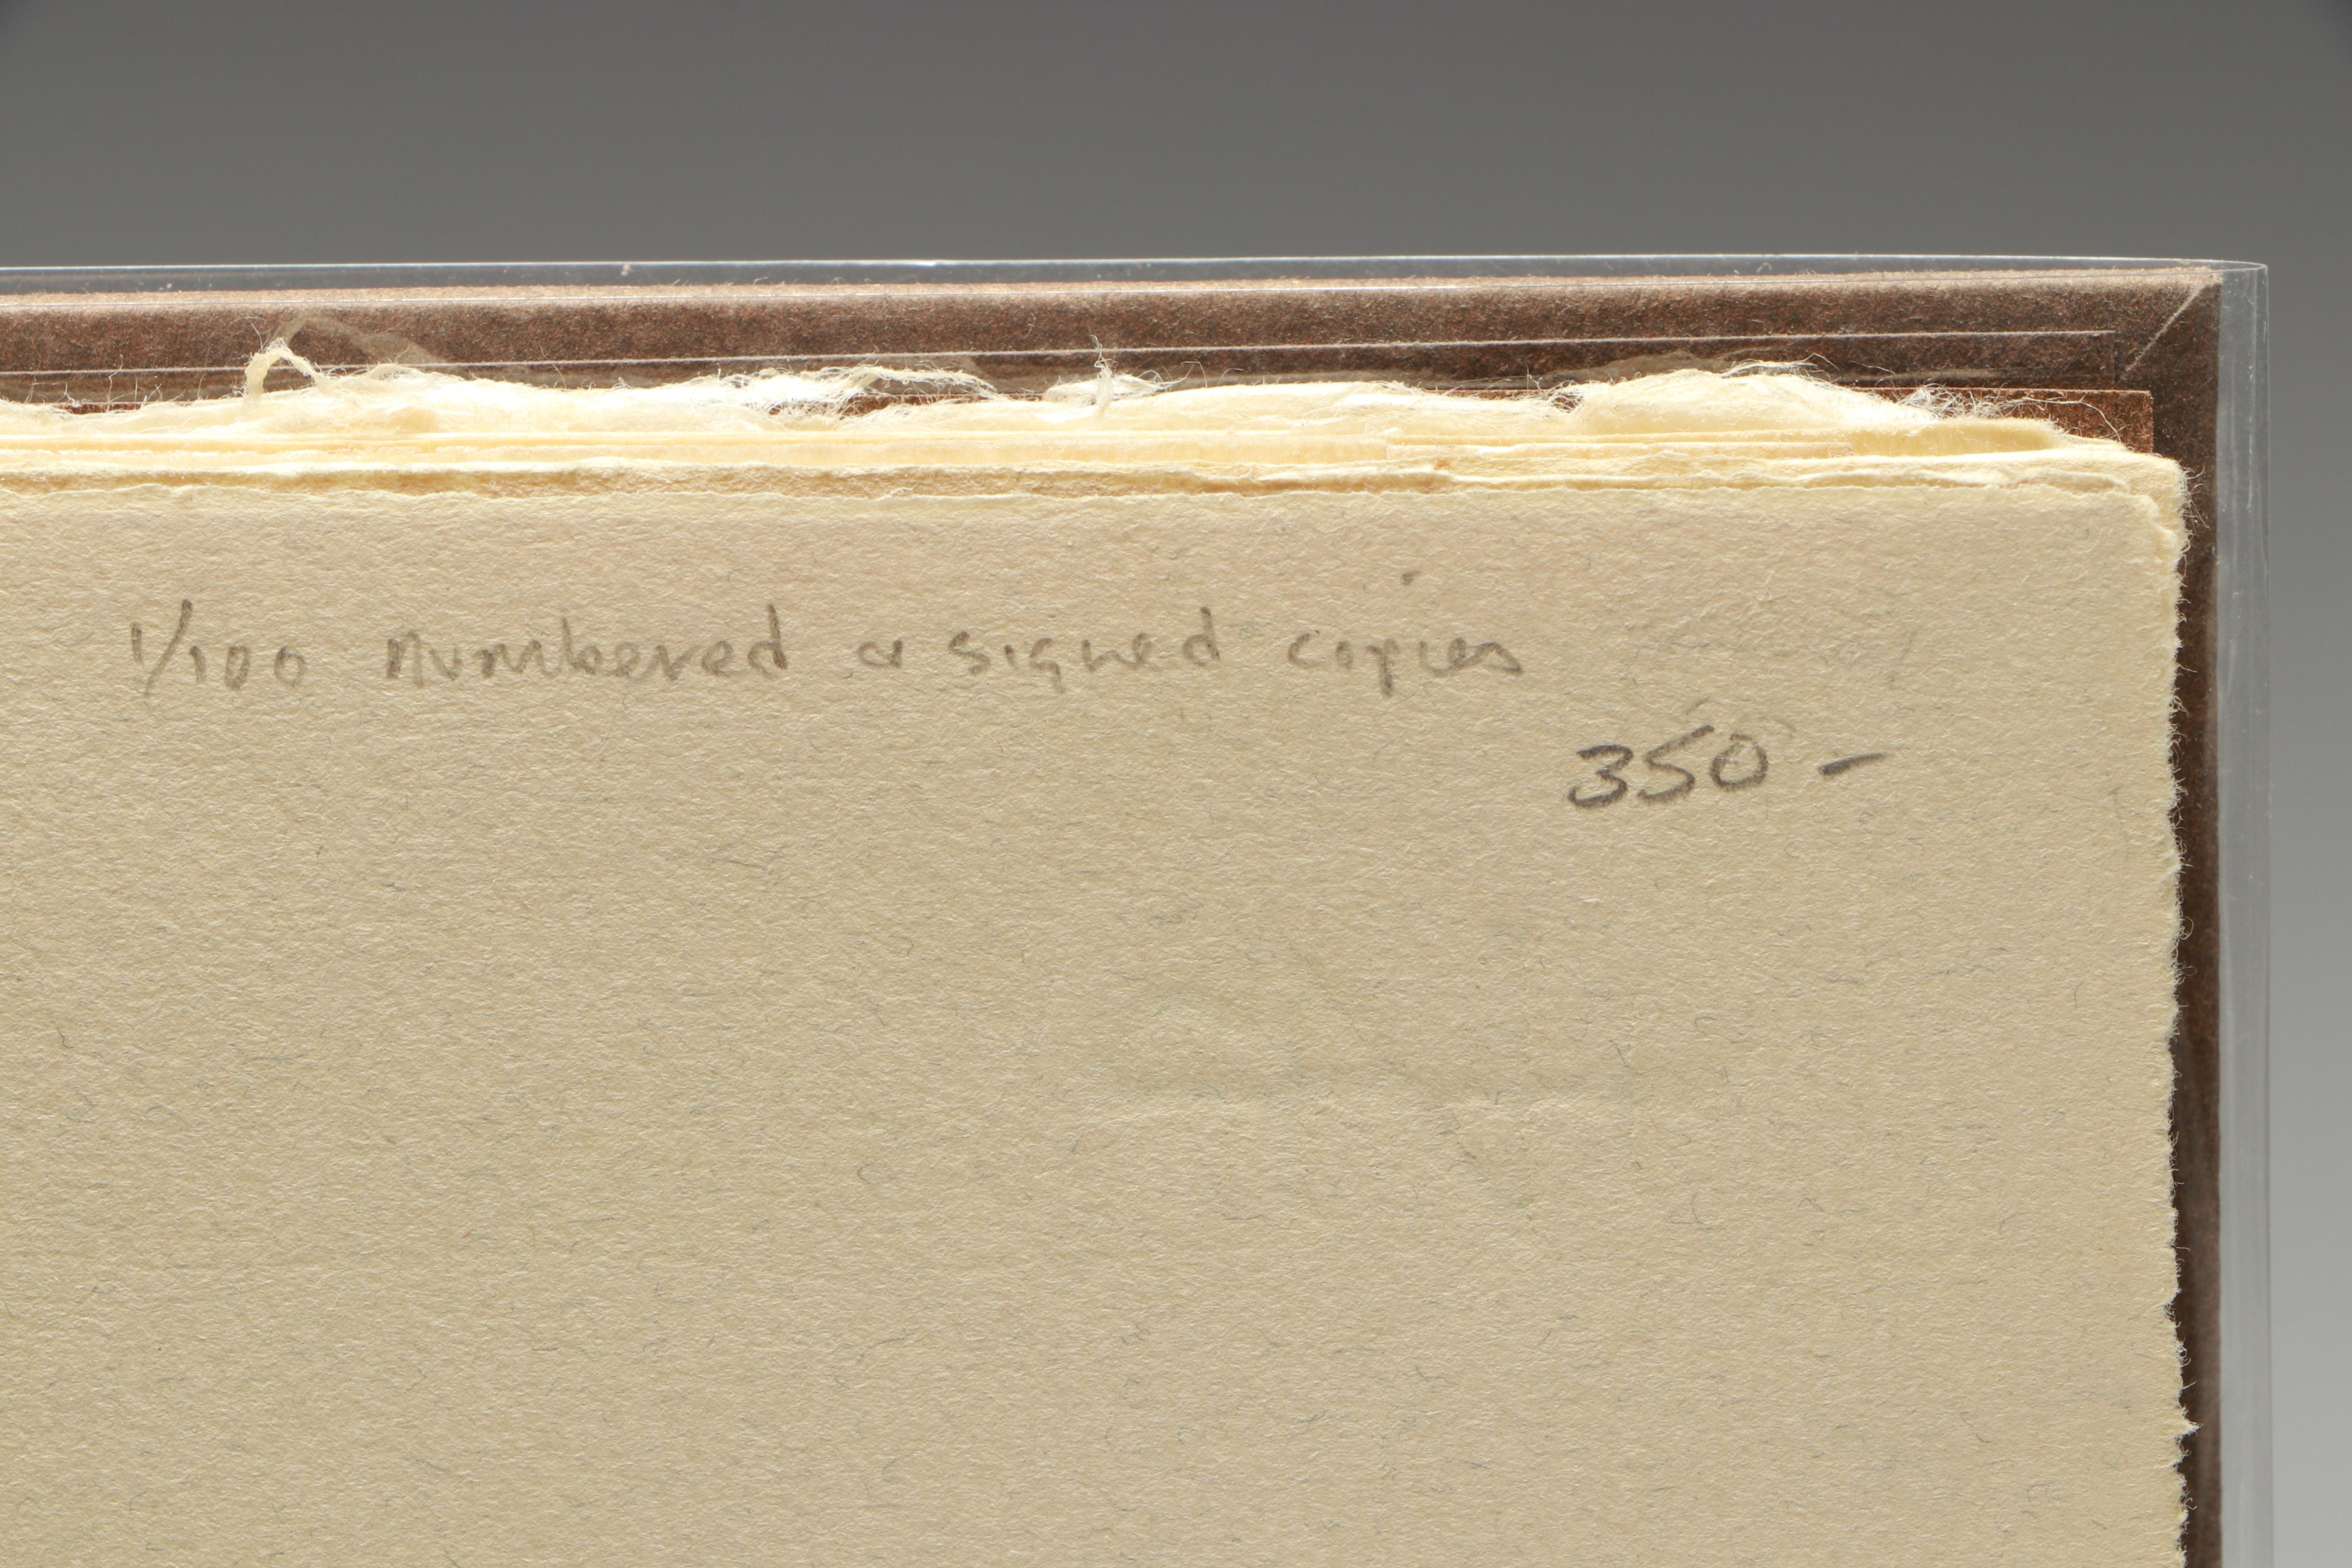 1/100 numbered & signed copies
350 –